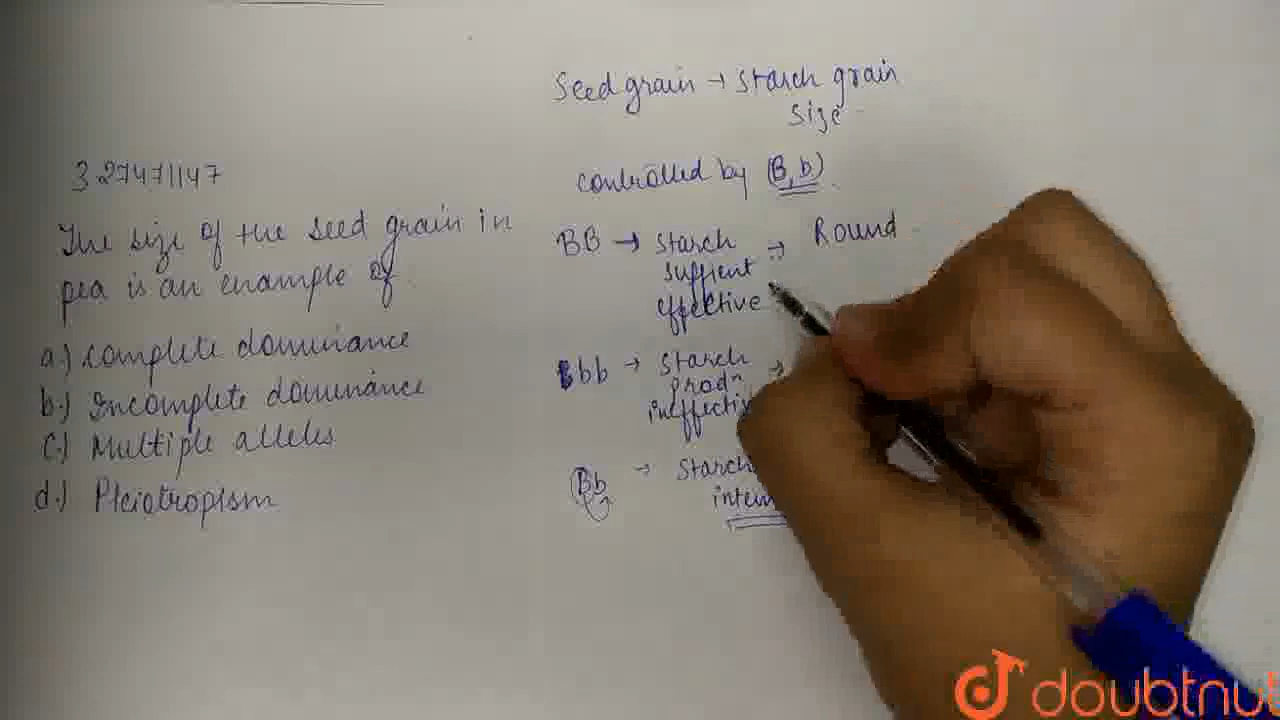 327471147
The size of the seed grain in
pea is an example of
a.) complete dominance
b.) Incomplete dominance
c.) Multiple alleles
d.) Pleiotropism
Seed grain → Starch grain
size
controlled by (B, b)
BB → Starch → Round
suffient
effective
bb → Starch →
prodn
ineffectiv
Bb → Starch
interm
doubtnut